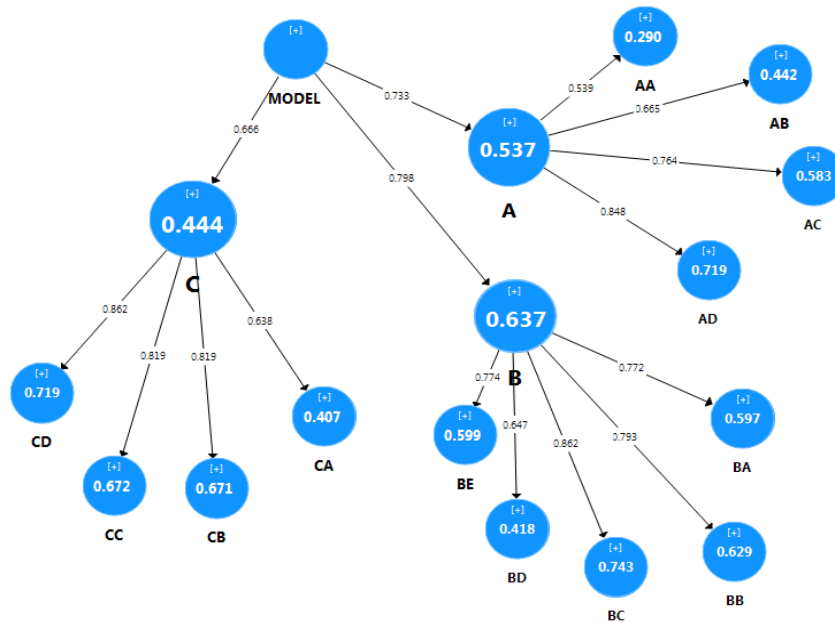 [+]
MODEL
[+]
0.290
AA
[+]
0.442
AB
0.539
0.733
0.665
0.666
[+]
0.537
A
0.764
[+]
0.583
AC
0.798
[+]
0.444
C
0.848
[+]
0.719
AD
[+]
0.637
B
0.862
0.819
0.819
0.638
0.774
0.647
0.862
0.793
0.772
[+]
0.719
CD
[+]
0.407
CA
[+]
0.599
BE
[+]
0.597
BA
[+]
0.672
CC
[+]
0.671
CB
[+]
0.418
BD
[+]
0.743
BC
[+]
0.629
BB